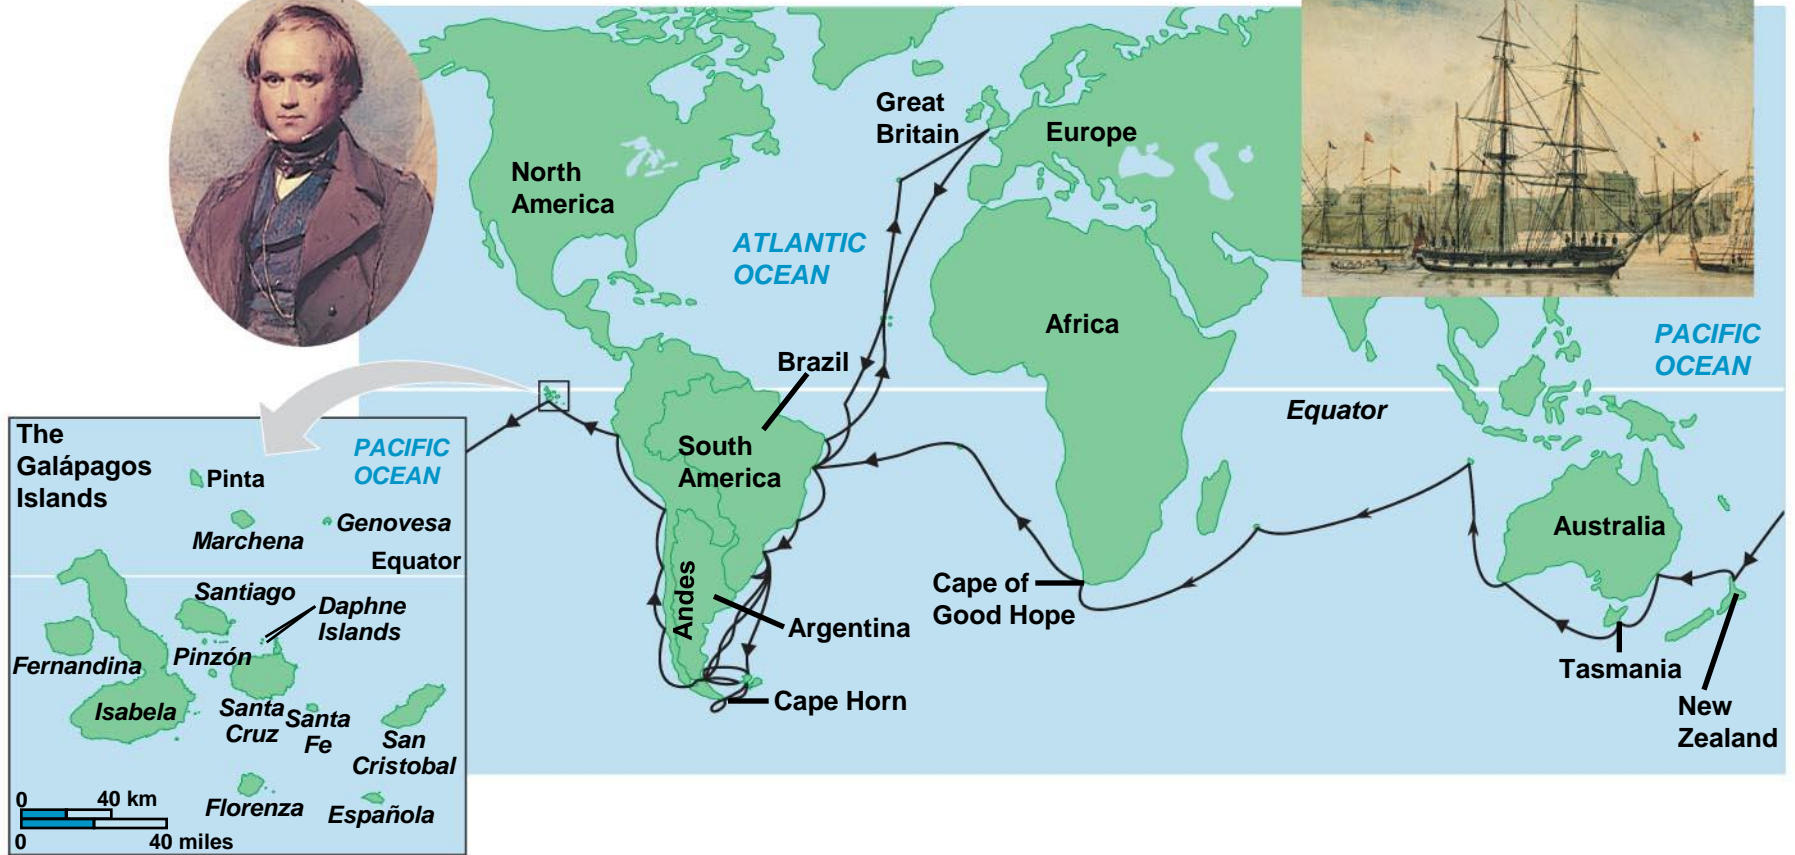 Great
Britain
Europe
North
America
ATLANTIC
OCEAN
Africa
PACIFIC
OCEAN
Brazil
Equator
South
America
Australia
Andes
Cape of
Good Hope
Argentina
Tasmania
Cape Horn
New
Zealand
The
Galápagos
Islands
PACIFIC
OCEAN
Pinta
Genovesa
Marchena
Equator
Santiago
Daphne
Islands
Fernandina
Pinzón
Isabela
Santa
Cruz
Santa
Fe
San
Cristobal
Florenza
Española
0 40 km
0 40 miles